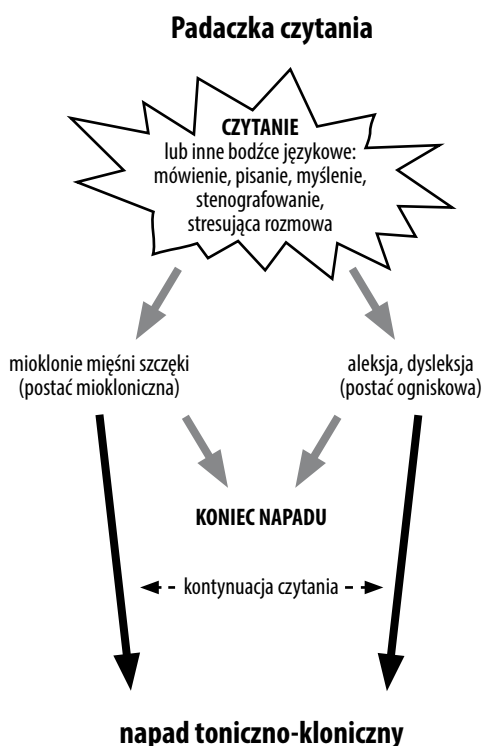 Padaczka czytania
CZYTANIE
lub inne bodźce językowe:
mówienie, pisanie, myślenie,
stenografowanie,
stresująca rozmowa
mioklonie mięśni szczęki
(postać miokloniczna)
aleksja, dysleksja
(postać ogniskowa)
KONIEC NAPADU
kontynuacja czytania
napad toniczno-kloniczny